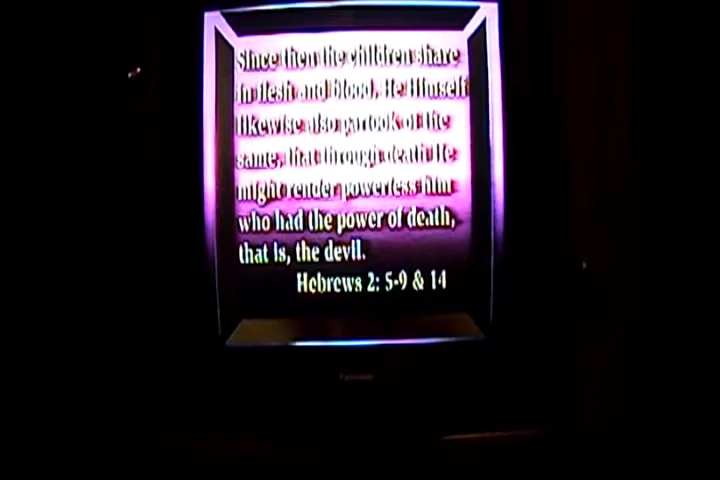 Since then the children share
in flesh and blood, He Himself
likewise also partook of the
same, that through death He
might render powerless him
who had the power of death,
that is, the devil.
Hebrews 2: 5-9 & 14